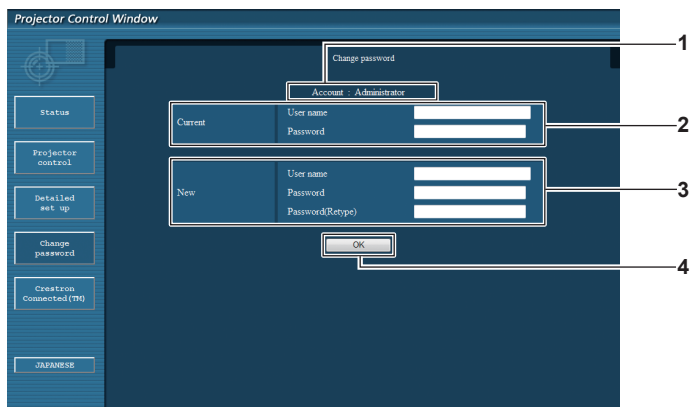 Projector Control Window
Change password
Account : Administrator
Current
User name
Password
New
User name
Password
Password(Retype)
OK
Status
Projector
control
Detailed
set up
Change
password
Crestron
Connected(TM)
JAPANESE
1
2
3
4